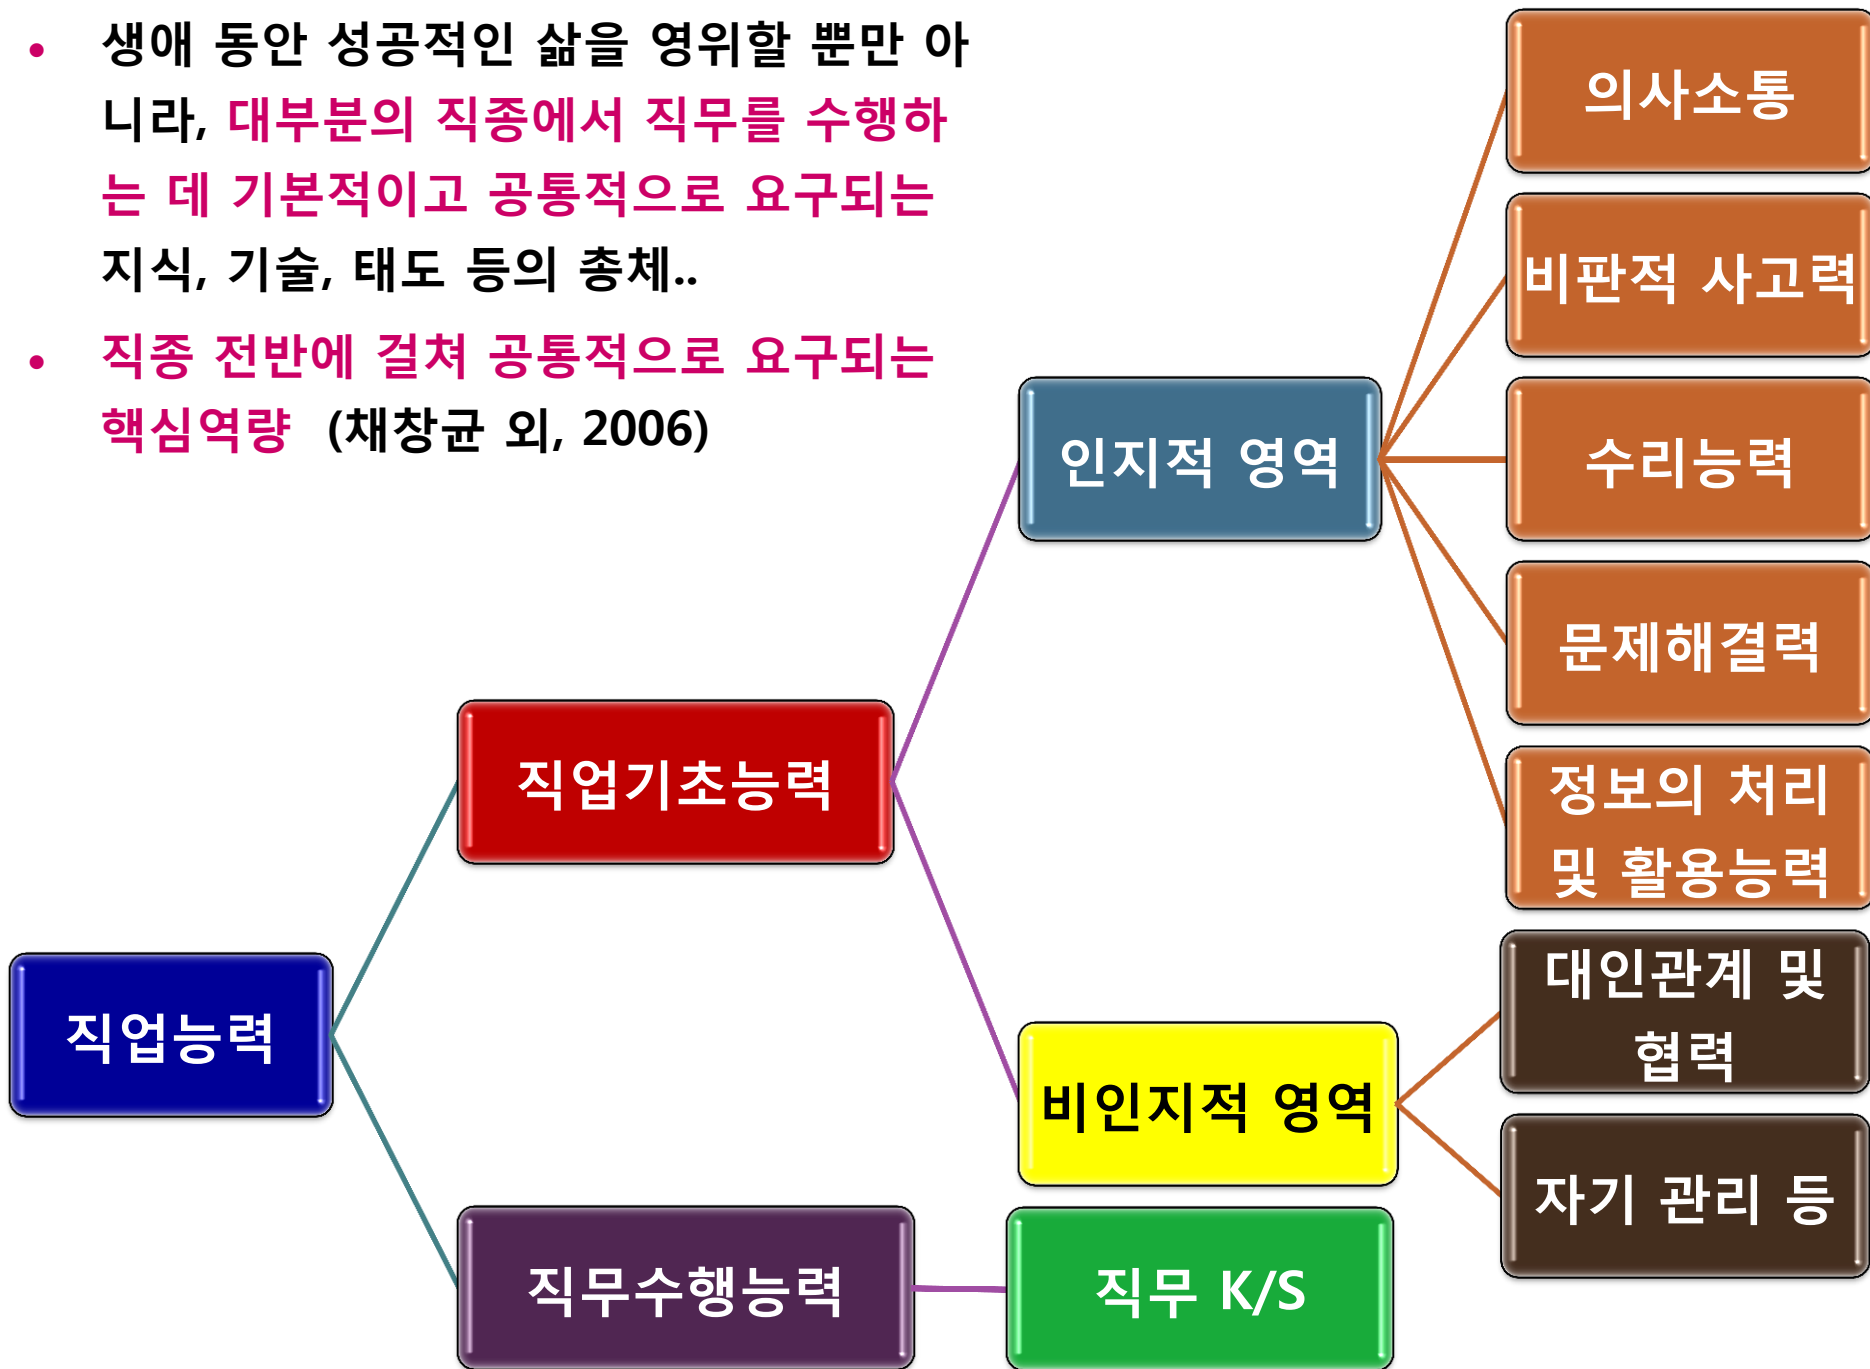 • 생애 동안 성공적인 삶을 영위할 뿐만 아
니라, 대부분의 직종에서 직무를 수행하
는 데 기본적이고 공통적으로 요구되는
지식, 기술, 태도 등의 총체..
• 직종 전반에 걸쳐 공통적으로 요구되는
핵심역량 (채창균 외, 2006)
직업능력
직업기초능력
직무수행능력
인지적 영역
비인지적 영역
직무 K/S
의사소통
비판적 사고력
수리능력
문제해결력
정보의 처리
및 활용능력
대인관계 및
협력
자기 관리 등